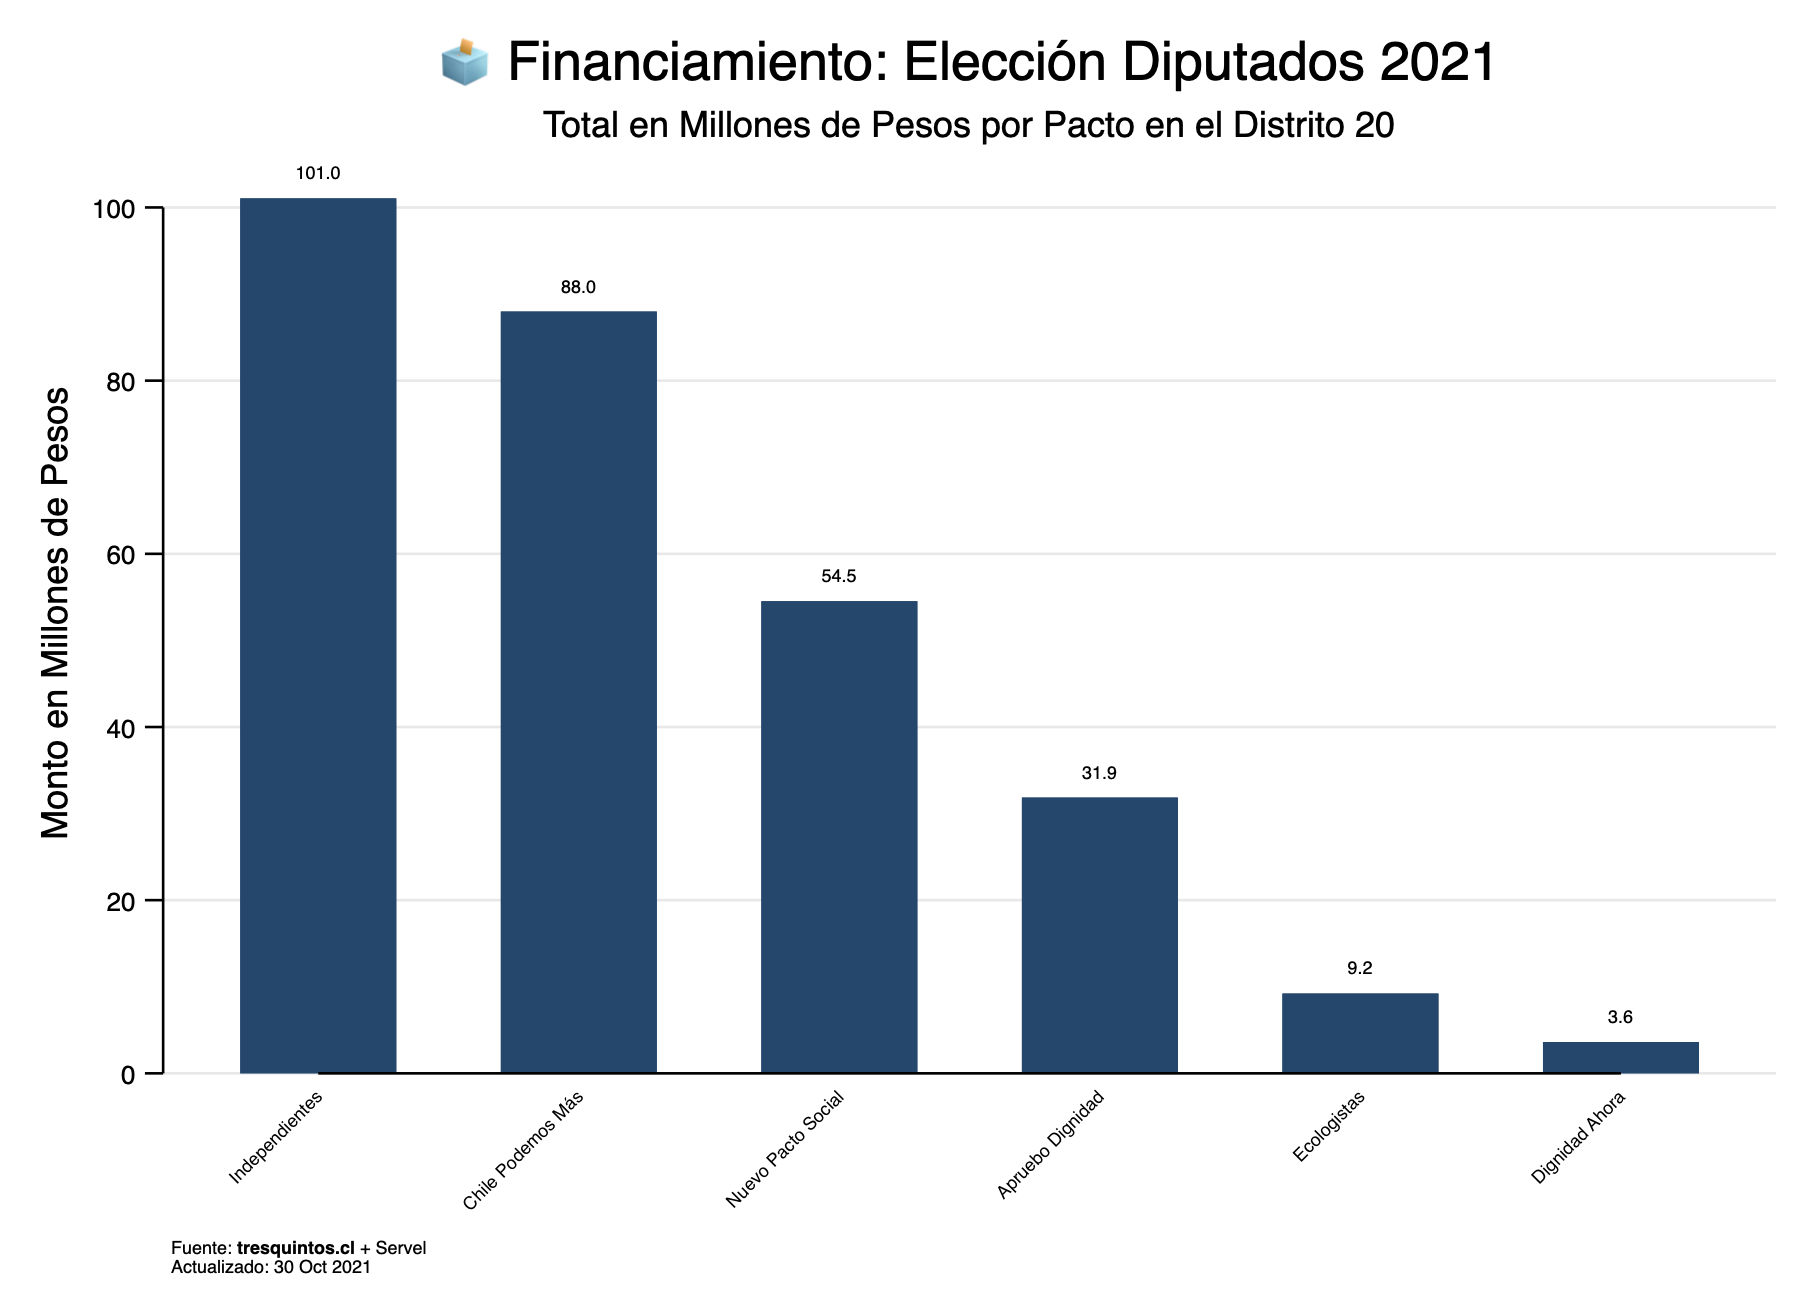 Financiamiento: Elección Diputados 2021
Total en Millones de Pesos por Pacto en el Distrito 20
Monto en Millones de Pesos
100
80
60
40
20
0
101.0
88.0
54.5
31.9
9.2
3.6
Independientes
Chile Podemos Más
Nuevo Pacto Social
Apruebo Dignidad
Ecologistas
Dignidad Ahora
Fuente: tresquintos.cl + Servel
Actualizado: 30 Oct 2021